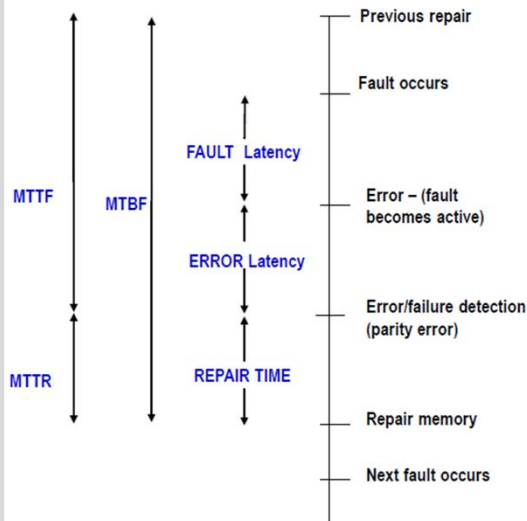 Previous repair
Fault occurs
FAULT Latency
MTTF
MTBF
Error – (fault
becomes active)
ERROR Latency
Error/failure detection
(parity error)
MTTR
REPAIR TIME
Repair memory
Next fault occurs